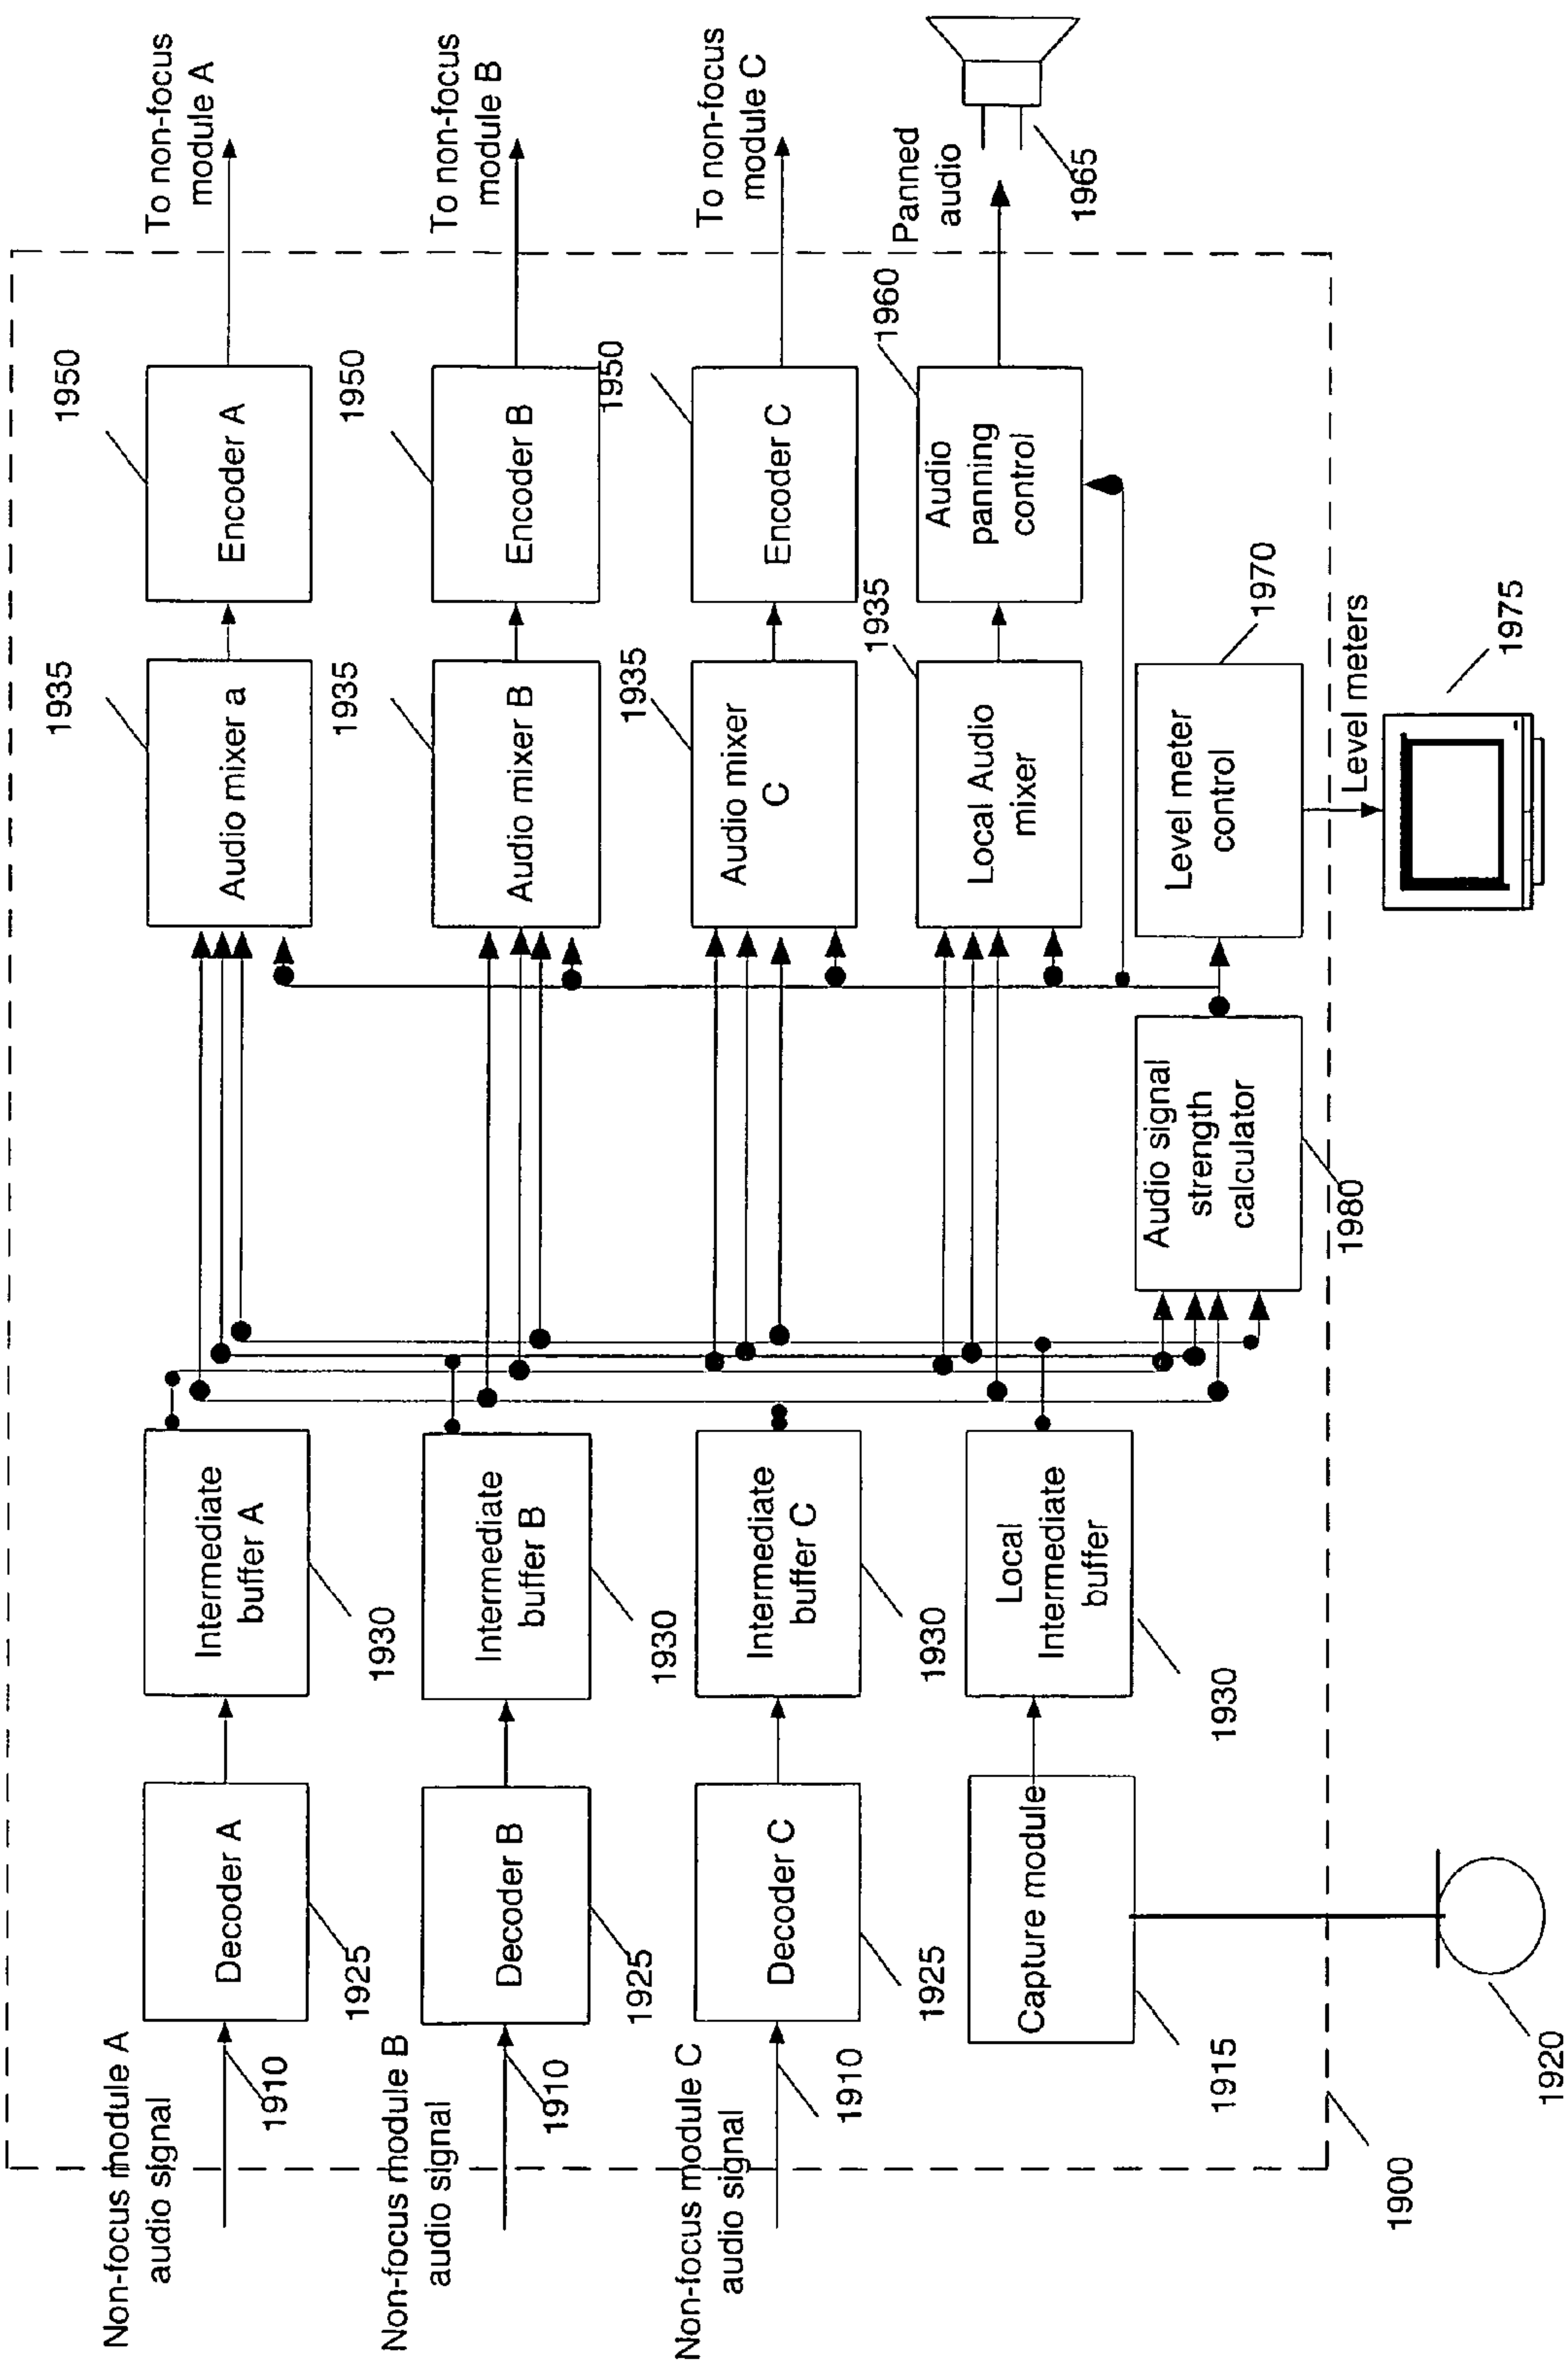 Non-focus module A
audio signal
1910
Decoder A
1925
Intermediate
buffer A
1930
Audio mixer a
1935
Encoder A
1950
To non-focus
module A
Non-focus module B
audio signal
1910
Decoder B
1925
Intermediate
buffer B
1930
Audio mixer B
1935
Encoder B
1950
To non-focus
module B
Non-focus module C
audio signal
1910
Decoder C
1925
Intermediate
buffer C
1930
Audio mixer
C
1935
Encoder C
1950
To non-focus
module C
Capture module
1915
Local
Intermediate
buffer
1930
Local Audio
mixer
1935
Audio
panning
control
1960
Panned
audio
1965
Audio signal
strength
calculator
1980
Level meter
control
1970
Level meters
1975
1900
1920